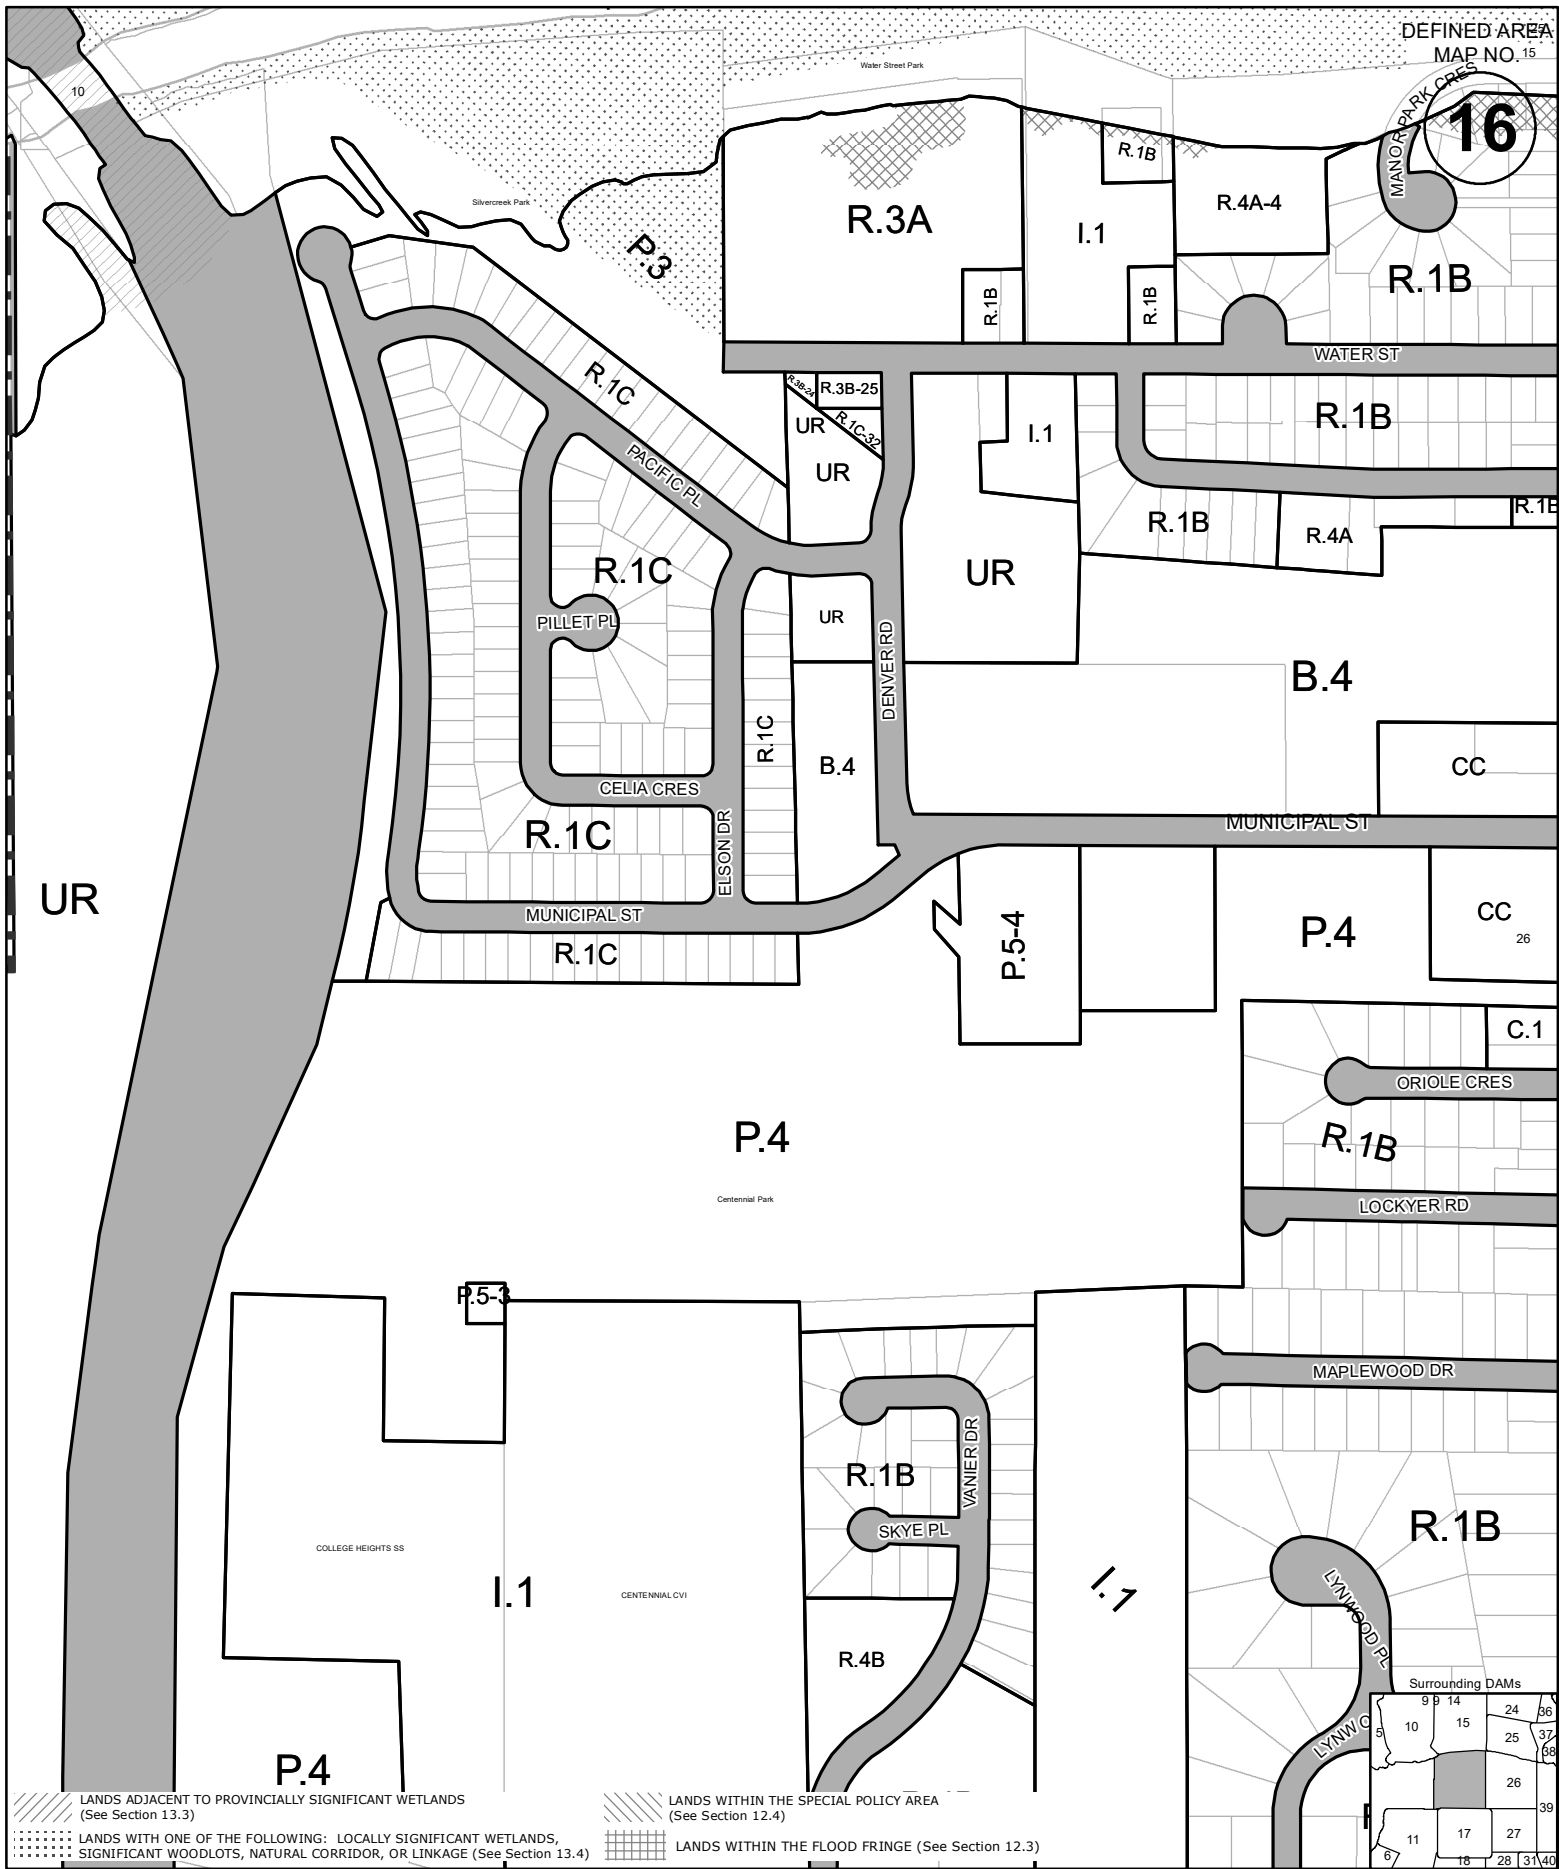 DEFINED AREA
MAP NO.
15
16
MANOR PARK CRES
Water Street Park
10
R.1B
Silvercreek Park
R.4A-4
R.3A
I.1
P.3
R.1B
R.1B
R.1B
WATER ST
R.1C
R.3B-24
R.3B-25
R.1C-32
UR
UR
I.1
R.1B
PACIFIC PL
R.1B
R.4A
R.1B
R.1C
UR
PILLET PL
UR
DENVER RD
B.4
R.1C
B.4
CC
CELIA CRES
MUNICIPAL ST
R.1C
ELSON DR
UR
MUNICIPAL ST
R.1C
P.5-4
P.4
CC
26
C.1
ORIOLE CRES
P.4
R.1B
Centennial Park
LOCKYER RD
P.5-3
MAPLEWOOD DR
VANIER DR
R.1B
SKYE PL
R.1B
COLLEGE HEIGHTS SS
I.1
CENTENNIAL CVI
I.1
LYNWOOD PL
R.4B
LYNWO
P.4
Surrounding DAMs
9 9 14
24 36
5 10 15
25 37
38
26
39
11 17 27
6 18 28 31 40
LANDS ADJACENT TO PROVINCIALLY SIGNIFICANT WETLANDS
(See Section 13.3)
LANDS WITH ONE OF THE FOLLOWING: LOCALLY SIGNIFICANT WETLANDS,
SIGNIFICANT WOODLOTS, NATURAL CORRIDOR, OR LINKAGE (See Section 13.4)
LANDS WITHIN THE SPECIAL POLICY AREA
(See Section 12.4)
LANDS WITHIN THE FLOOD FRINGE (See Section 12.3)